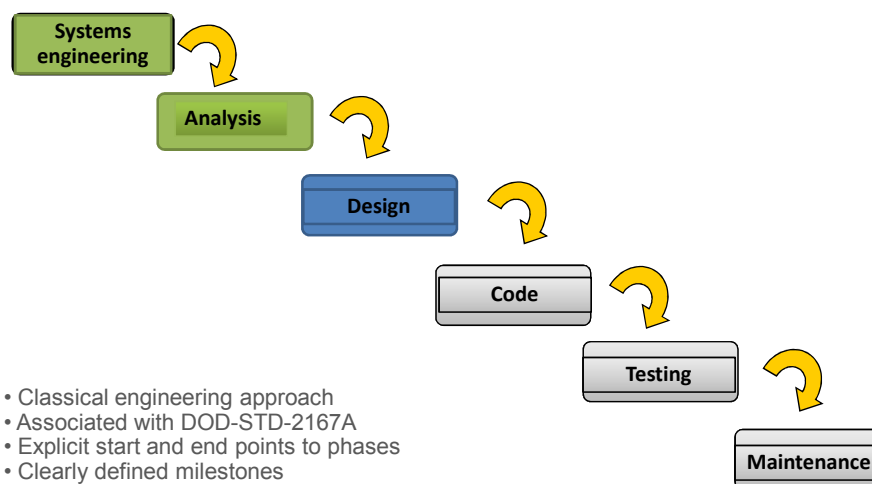 Systems
engineering
Analysis
Design
Code
Testing
Maintenance
• Classical engineering approach
• Associated with DOD-STD-2167A
• Explicit start and end points to phases
• Clearly defined milestones